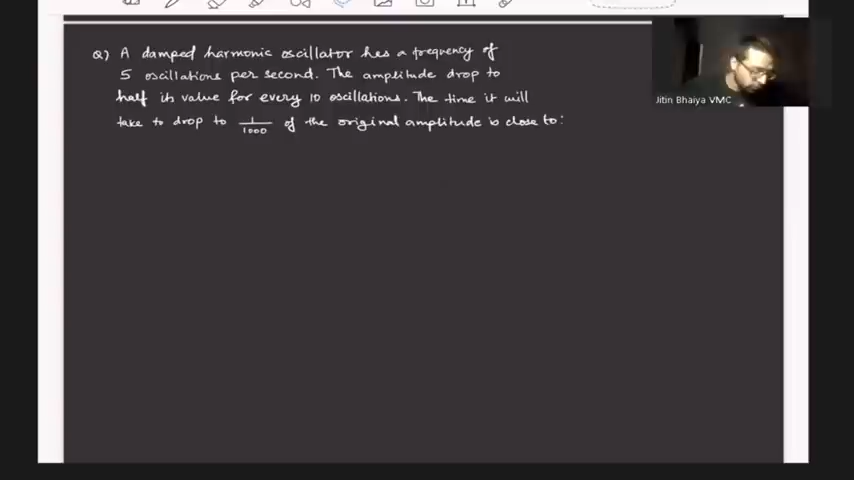 Q) A damped harmonic oscillator has a frequency of
5 oscillations per second. The amplitude drop to
half its value for every 10 oscillations. The time it will
take to drop to 1/1000 of the original amplitude is close to:
Jitin Bhaiya VMC